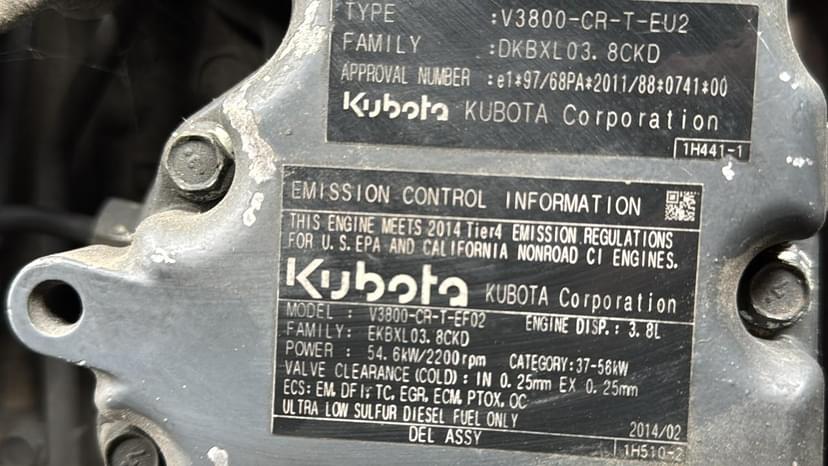 TYPE :V3800-CR-T-EU2
FAMILY :DKBXL03.8CKD
APPROVAL NUMBER :e1*97/68PA*2011/88*0741*00
Kubota KUBOTA Corporation
1H441-1
EMISSION CONTROL INFORMATION
THIS ENGINE MEETS 2014 Tier4 EMISSION REGULATIONS
FOR U.S.EPA AND CALIFORNIA NONROAD CI ENGINES.
Kubota KUBOTA Corporation
MODEL : V3800-CR-T-EF02 ENGINE DISP.: 3.8L
FAMILY: EKBXL03.8CKD
POWER : 54.6kW/2200rpm CATEGORY:37-56kW
VALVE CLEARANCE(COLD): IN 0.25mm EX 0.25mm
ECS: EM, DFI, TC, EGR, ECM, PTOX, OC
ULTRA LOW SULFUR DIESEL FUEL ONLY
2014/02
DEL ASSY
1H510-2